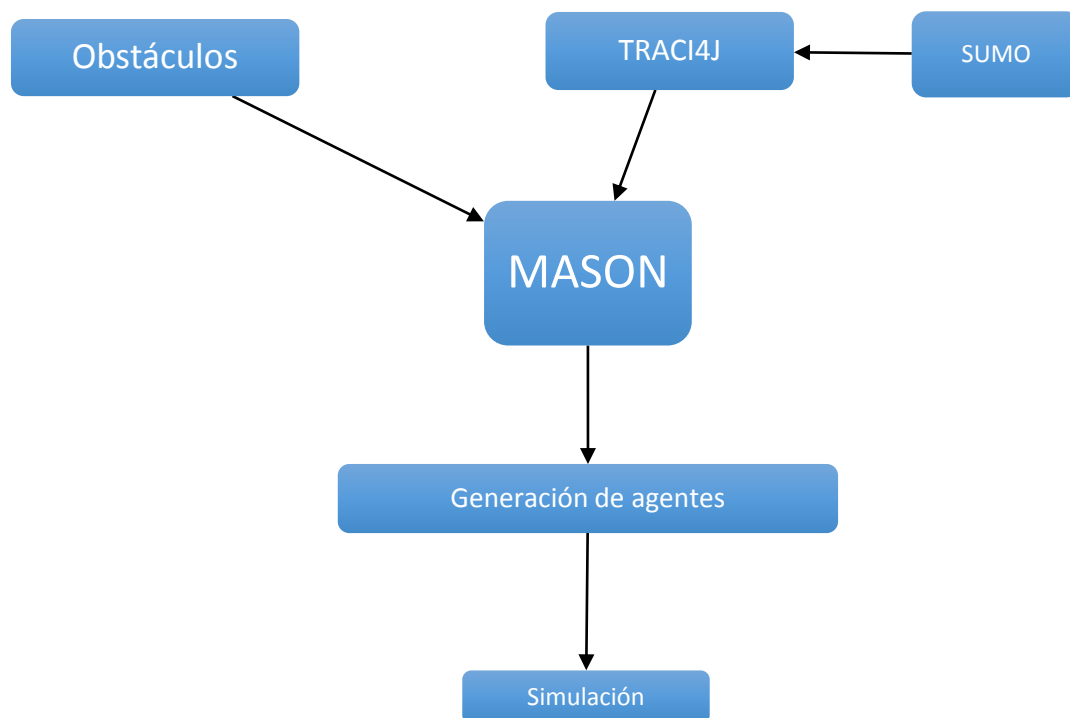 Obstáculos
TRACI4J
SUMO
MASON
Generación de agentes
Simulación